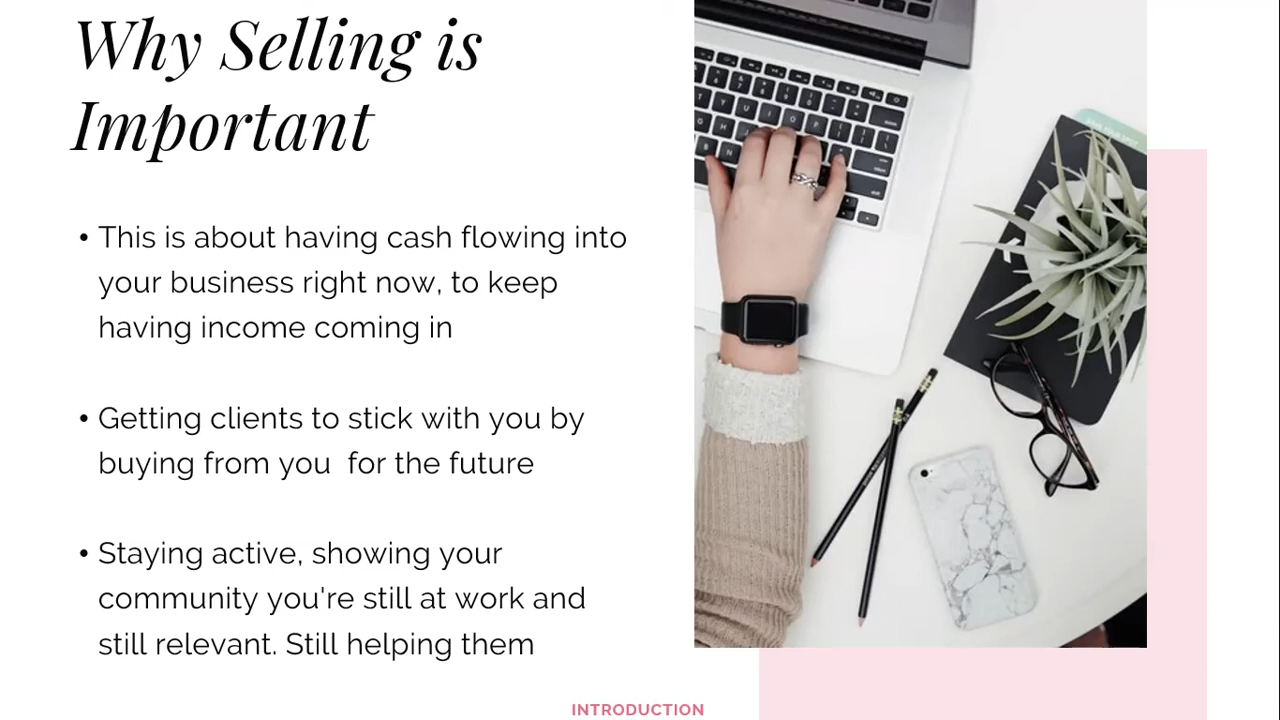 Why Selling is
Important
• This is about having cash flowing into
your business right now, to keep
having income coming in
• Getting clients to stick with you by
buying from you  for the future
• Staying active, showing your
community you're still at work and
still relevant. Still helping them
INTRODUCTION